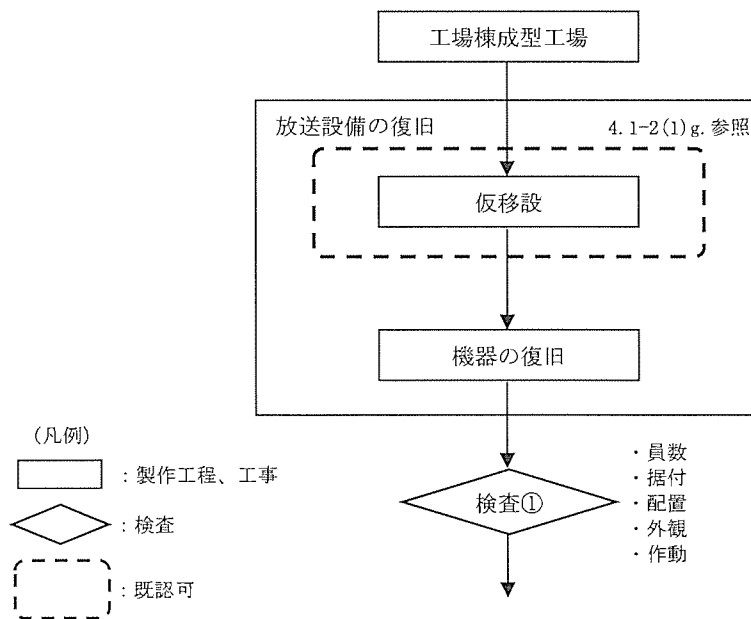 工場棟成型工場
放送設備の復旧
4.1-2(1)g.参照
仮移設
機器の復旧
検査①
・員数
・据付
・配置
・外観
・作動
(凡例)
：製作工程、工事
：検査
：既認可